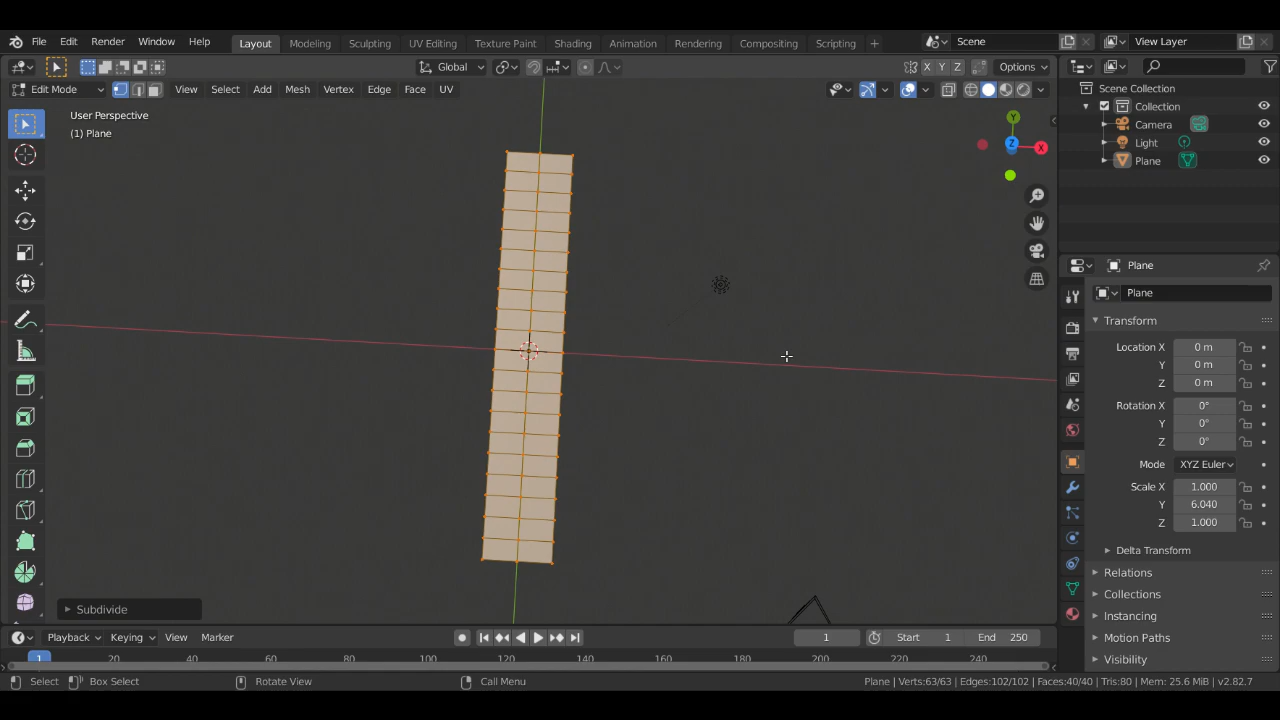 File Edit Render Window Help Layout Modeling Sculpting UV Editing Texture Paint Shading Animation Rendering Compositing Scripting + Scene View Layer
Global X Y Z Options
Edit Mode View Select Add Mesh Vertex Edge Face UV
User Perspective
(1) Plane
Y
Z
X
Scene Collection
Collection
Camera
Light
Plane
Plane
Plane
Transform
Location X 0 m
Y 0 m
Z 0 m
Rotation X 0°
Y 0°
Z 0°
Mode XYZ Euler
Scale X 1.000
Y 6.040
Z 1.000
Delta Transform
Relations
Collections
Instancing
Motion Paths
Visibility
Subdivide
Playback Keying View Marker 1 Start 1 End 250
1 20 40 60 80 100 120 140 160 180 200 220 240
Select Box Select Rotate View Call Menu Plane | Verts:63/63 | Edges:102/102 | Faces:40/40 | Tris:80 | Mem: 25.6 MiB | v2.82.7